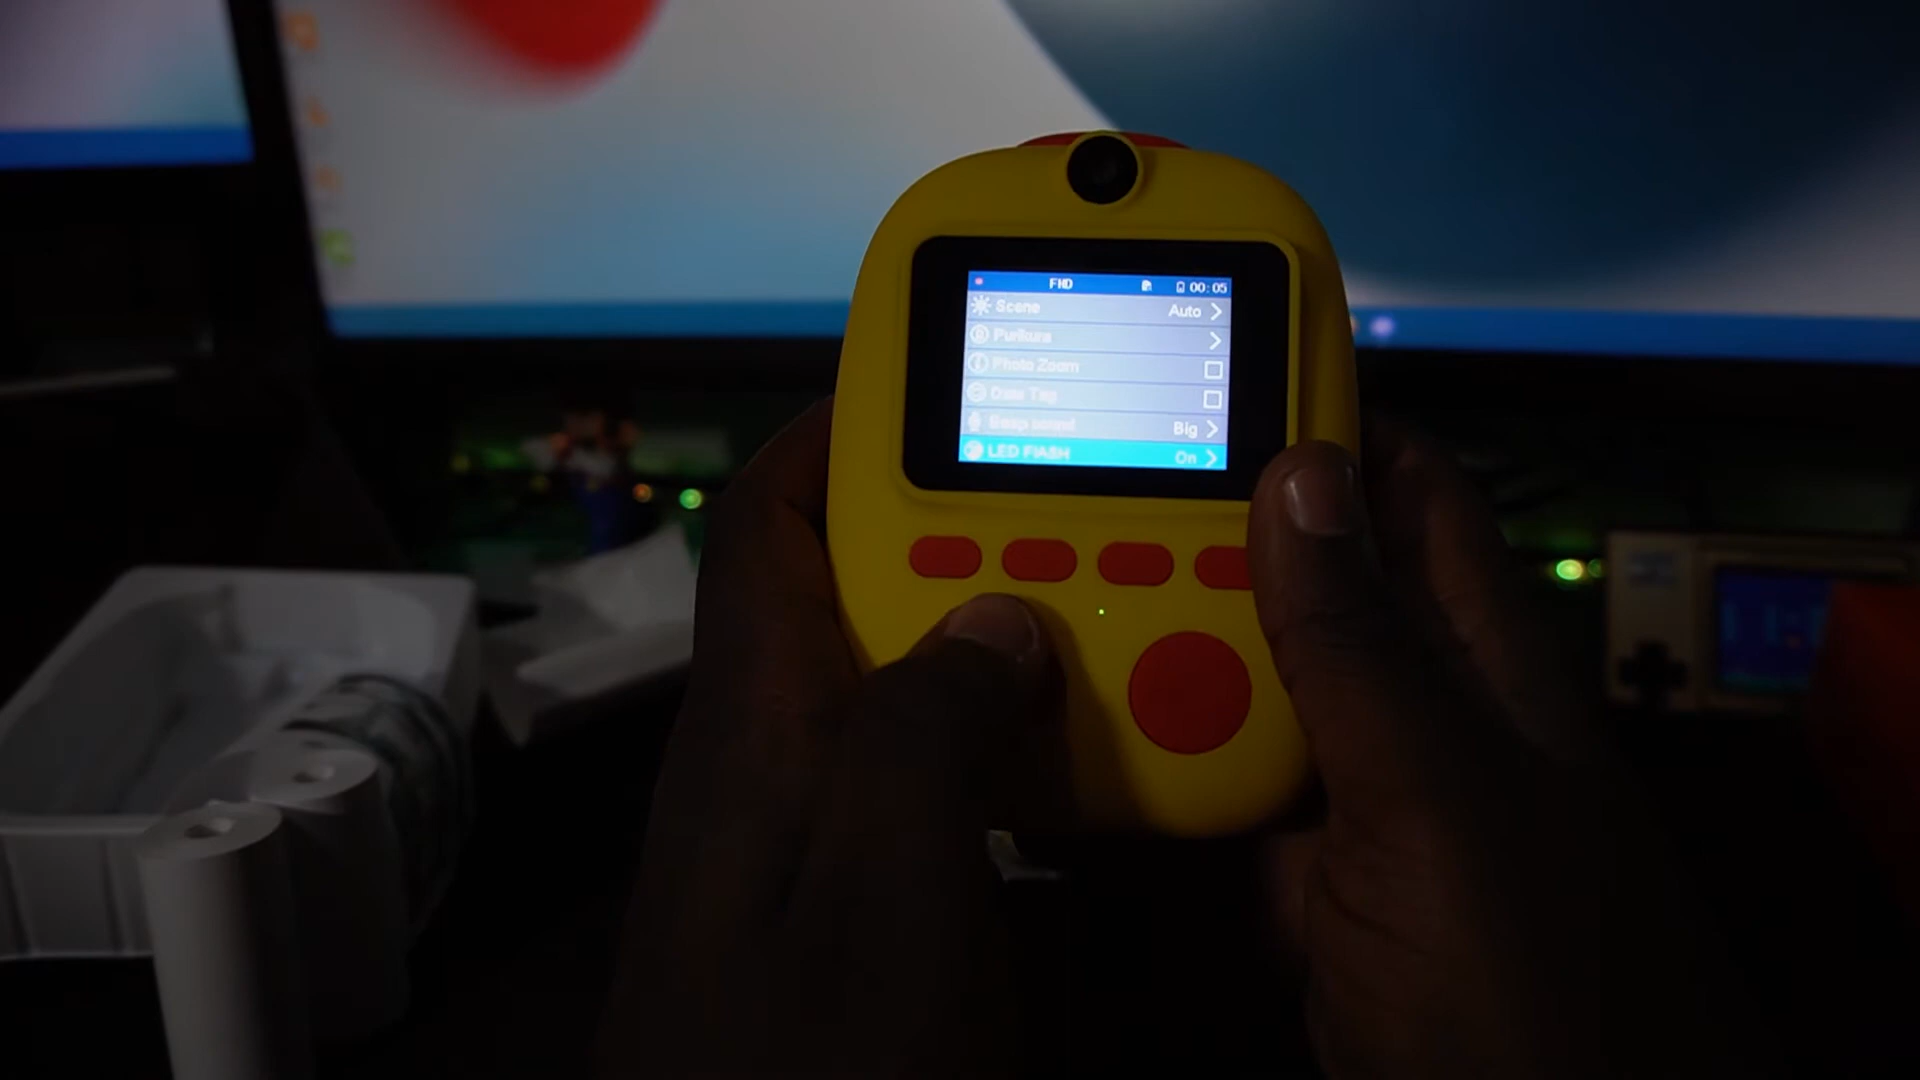 FHD 00:05
Scene Auto
Purikura
Photo Zoom
Date Tag
Beep sound Big
LED FlASH On